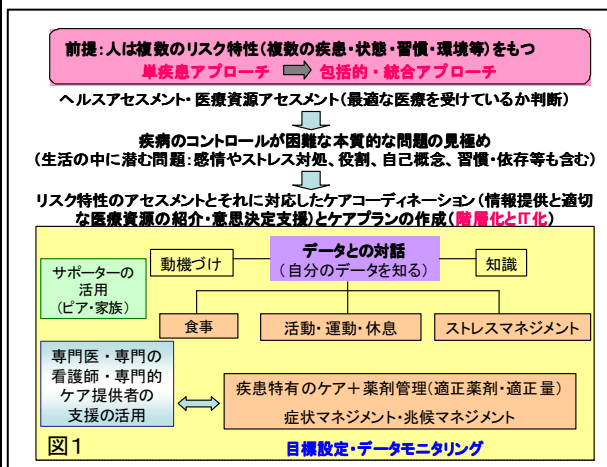 前提：人は複数のリスク特性（複数の疾患・状態・習慣・環境等）をもつ
単疾患アプローチ
包括的・統合アプローチ
ヘルスアセスメント・医療資源アセスメント（最適な医療を受けているか判断）
疾病のコントロールが困難な本質的な問題の見極め
（生活の中に潜む問題：感情やストレス対処、役割、自己概念、習慣・依存等も含む）
リスク特性のアセスメントとそれに対応したケアコーディネーション（情報提供と適切
な医療資源の紹介・意思決定支援）とケアプランの作成（階層化とIT化）
データとの対話
（自分のデータを知る）
動機づけ
知識
サポーターの
活用
（ピア・家族）
食事
活動・運動・休息
ストレスマネジメント
専門医・専門の
看護師・専門的
ケア提供者の
支援の活用
疾患特有のケア＋薬剤管理（適正薬剤・適正量）
症状マネジメント・兆候マネジメント
図１
目標設定・データモニタリング